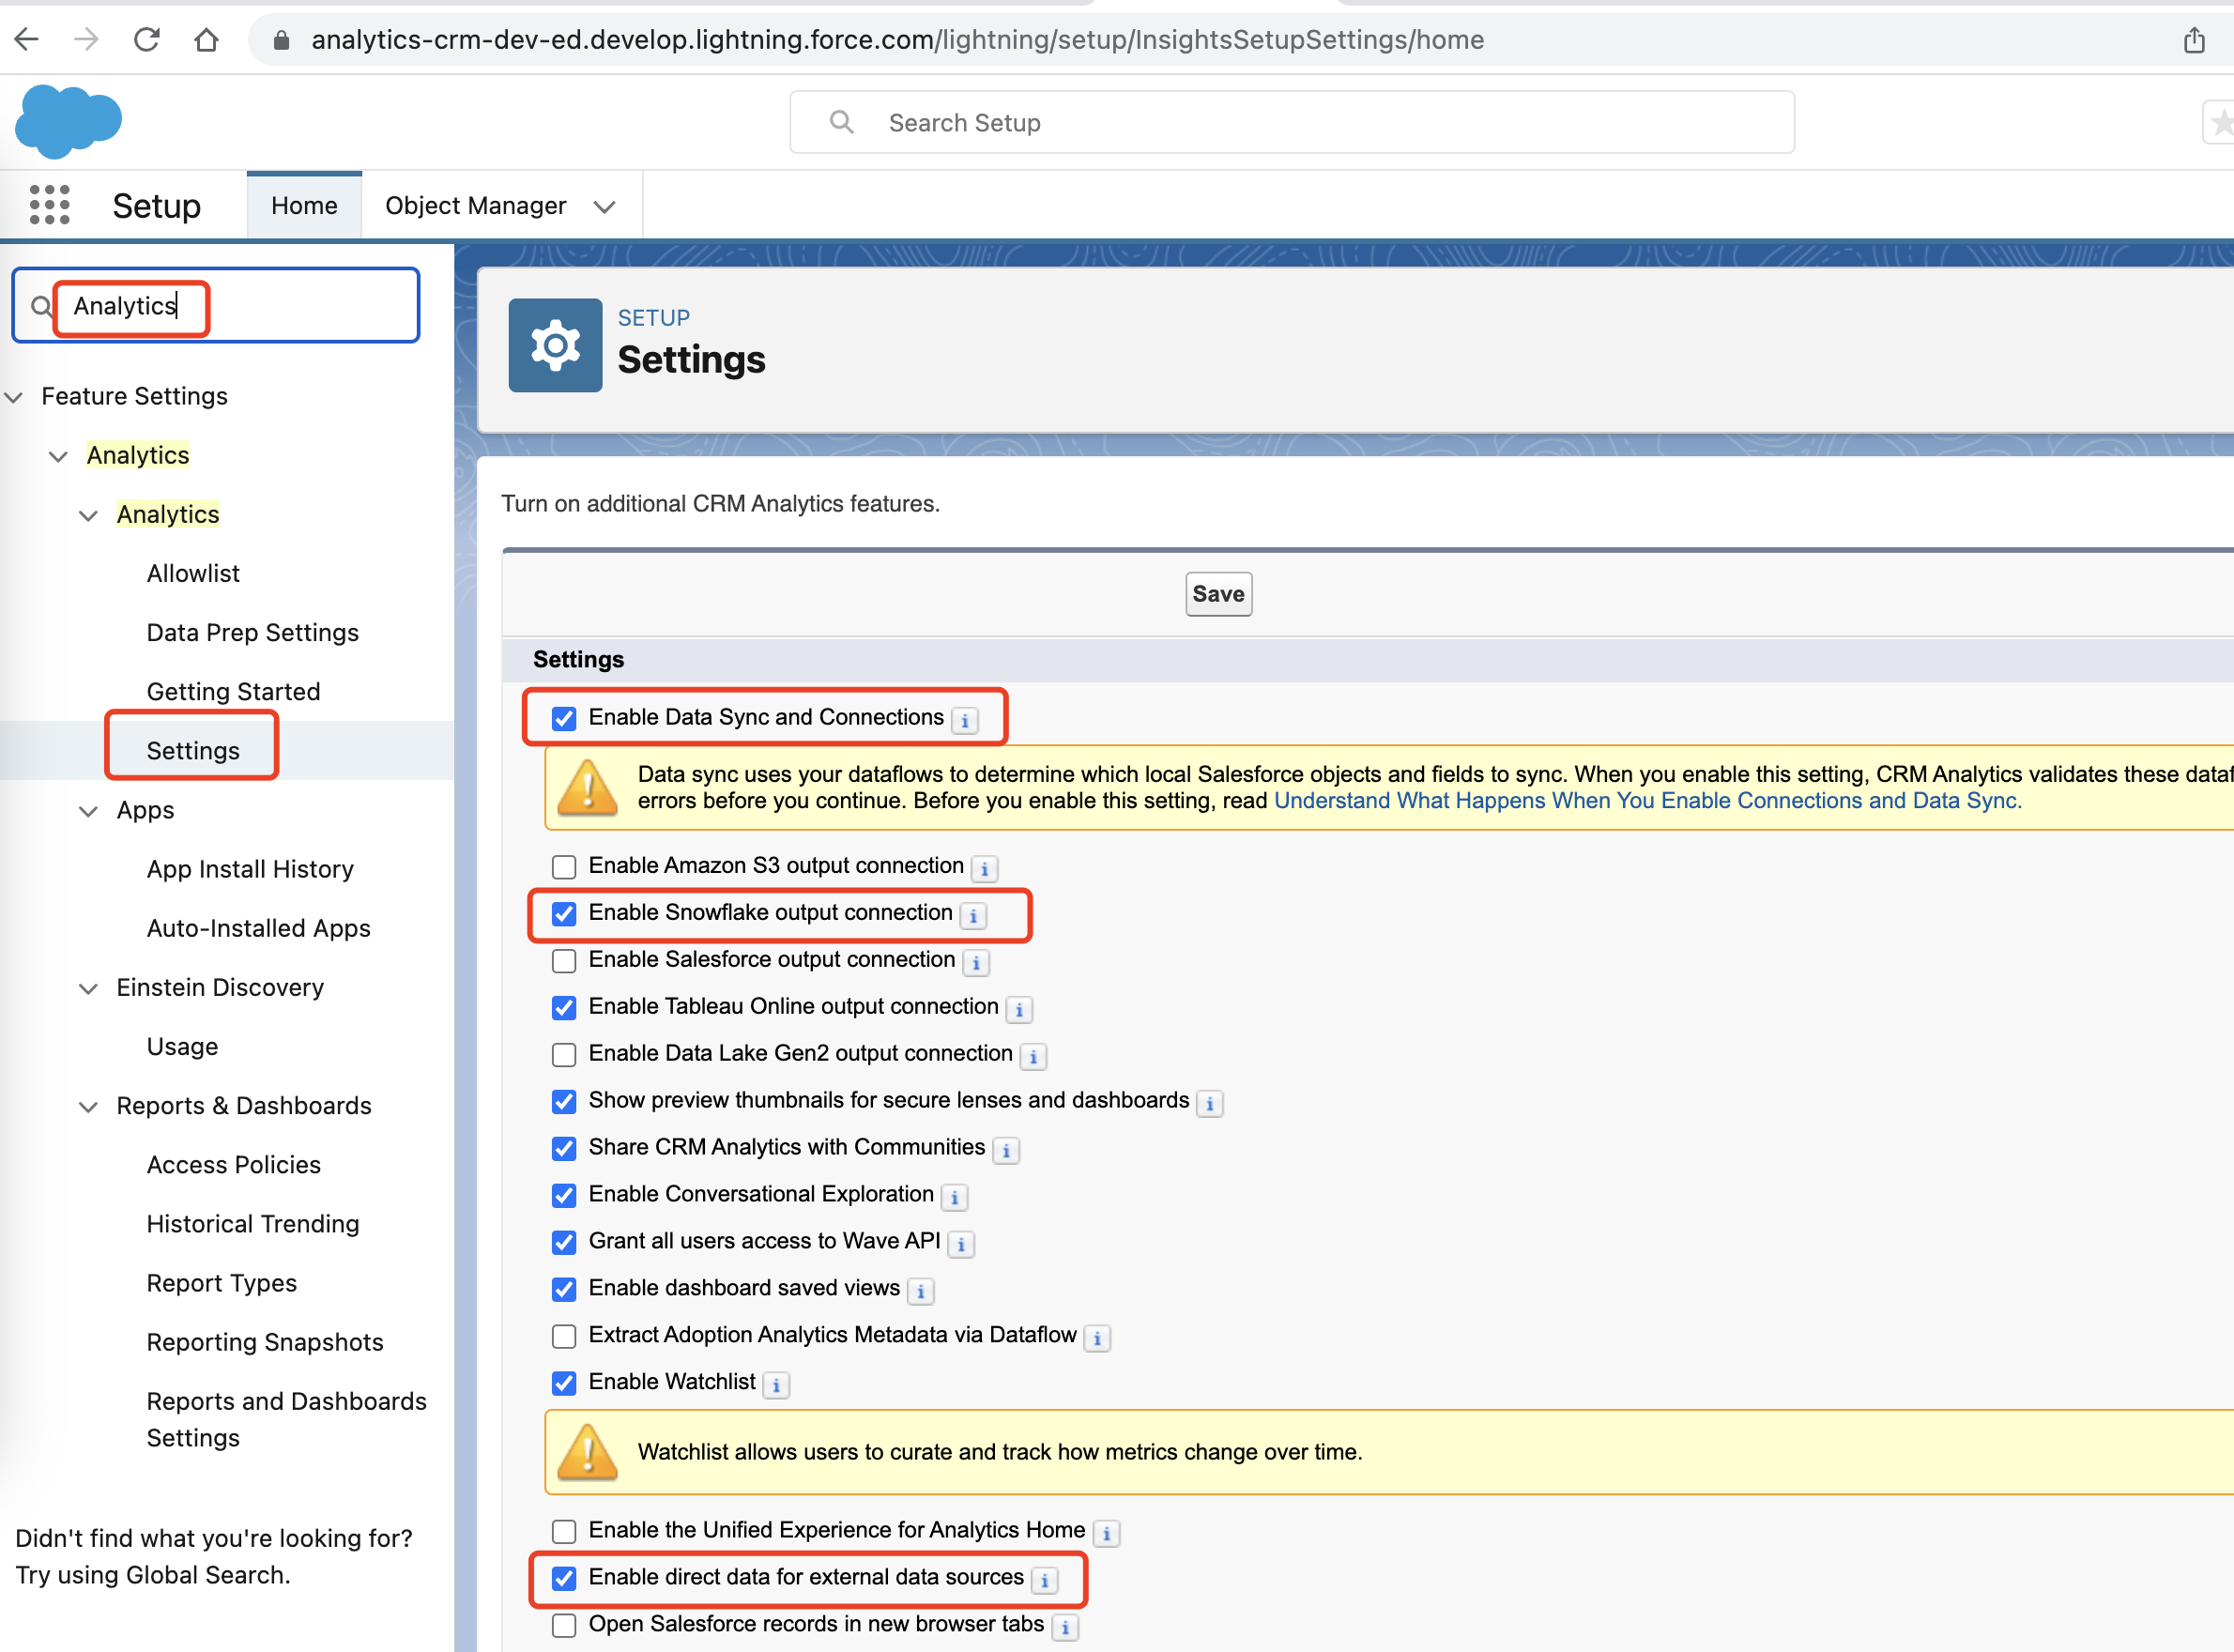 analytics-crm-dev-ed.develop.lightning.force.com/lightning/setup/InsightsSetupSettings/home
Search Setup
Setup
Home
Object Manager
Analytics
Feature Settings
Analytics
Analytics
Allowlist
Data Prep Settings
Getting Started
Settings
Apps
App Install History
Auto-Installed Apps
Einstein Discovery
Usage
Reports & Dashboards
Access Policies
Historical Trending
Report Types
Reporting Snapshots
Reports and Dashboards
Settings
Didn't find what you're looking for?
Try using Global Search.
SETUP
Settings
Turn on additional CRM Analytics features.
Save
Settings
Enable Data Sync and Connections
Data sync uses your dataflows to determine which local Salesforce objects and fields to sync. When you enable this setting, CRM Analytics validates these dataf
errors before you continue. Before you enable this setting, read Understand What Happens When You Enable Connections and Data Sync.
Enable Amazon S3 output connection
Enable Snowflake output connection
Enable Salesforce output connection
Enable Tableau Online output connection
Enable Data Lake Gen2 output connection
Show preview thumbnails for secure lenses and dashboards
Share CRM Analytics with Communities
Enable Conversational Exploration
Grant all users access to Wave API
Enable dashboard saved views
Extract Adoption Analytics Metadata via Dataflow
Enable Watchlist
Watchlist allows users to curate and track how metrics change over time.
Enable the Unified Experience for Analytics Home
Enable direct data for external data sources
Open Salesforce records in new browser tabs